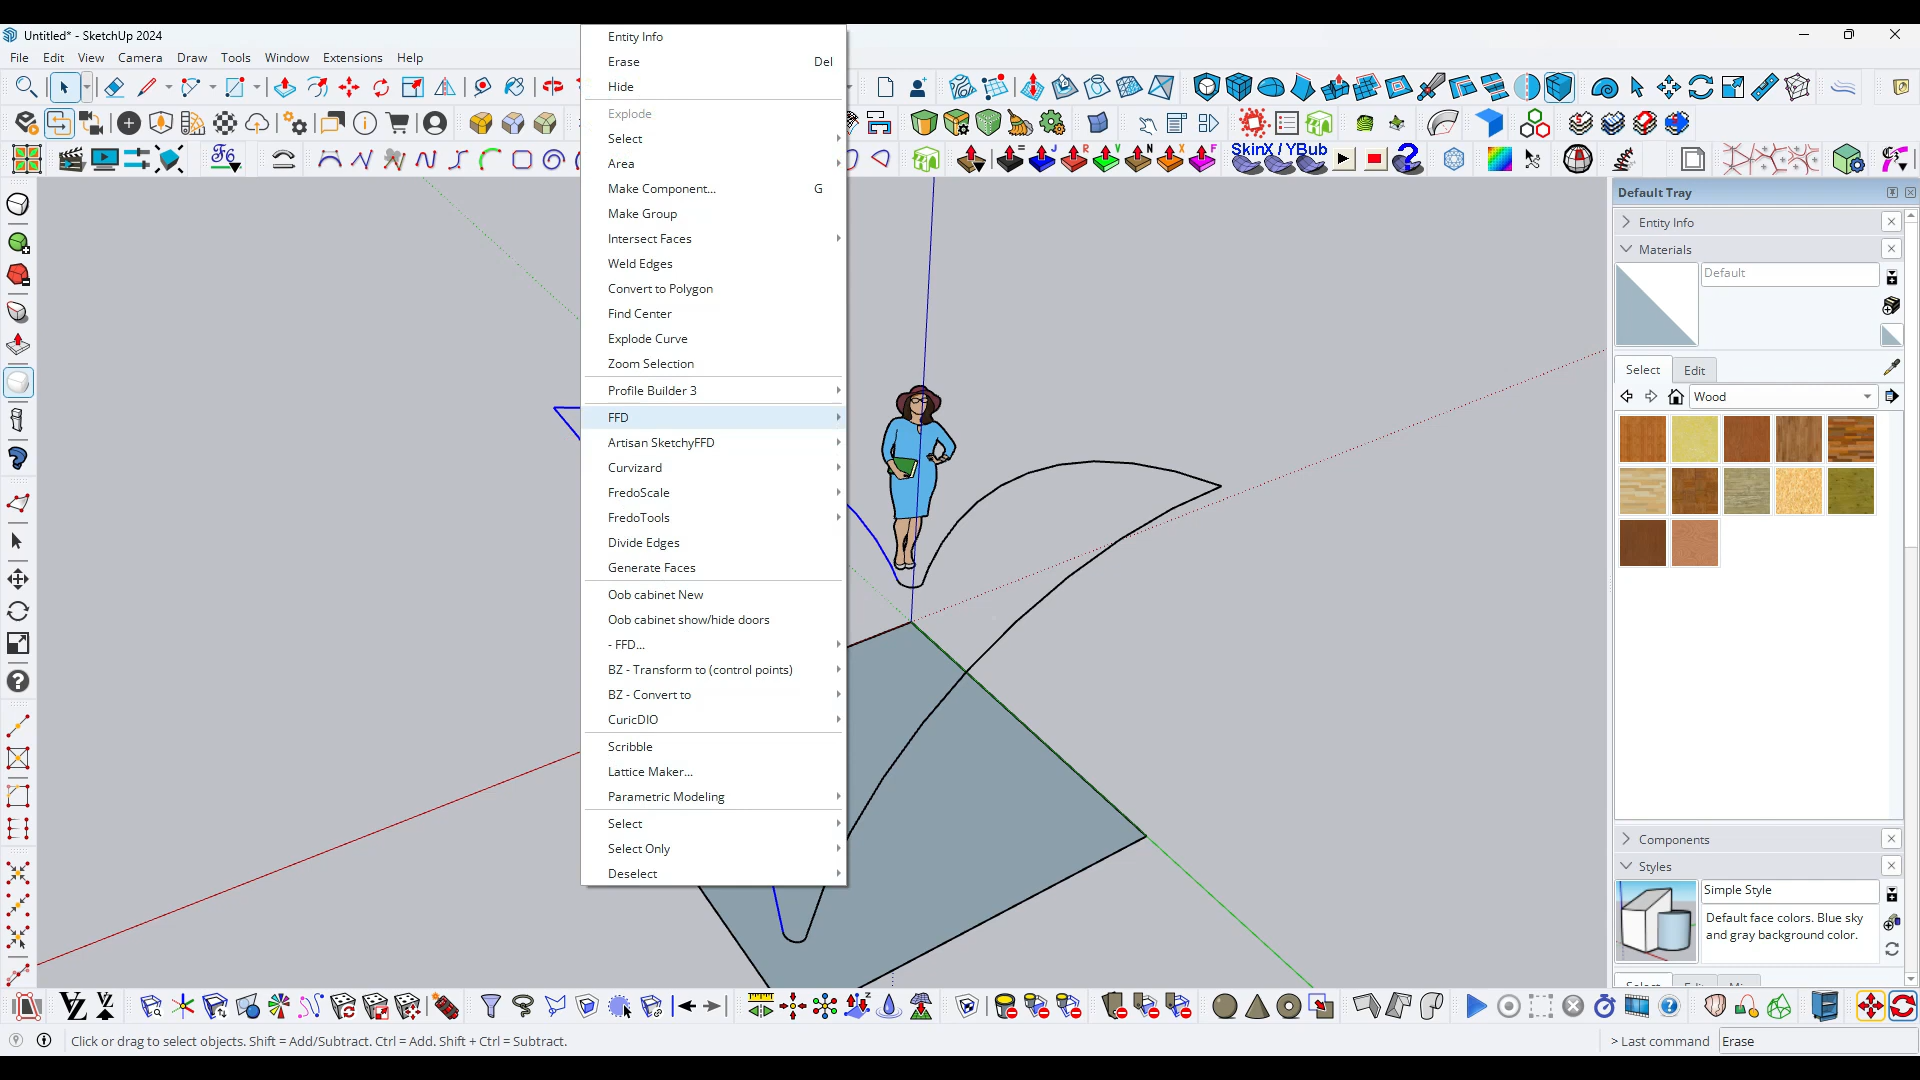 Untitled* - SketchUp 2024
File Edit View Camera Draw Tools Window Extensions Help
Entity Info
Erase Del
Hide
Explode
Select
Area
Make Component... G
Make Group
Intersect Faces
Weld Edges
Convert to Polygon
Find Center
Explode Curve
Zoom Selection
Profile Builder 3
FFD
Artisan SketchyFFD
Curvizard
FredoScale
FredoTools
Divide Edges
Generate Faces
Oob cabinet New
Oob cabinet show/hide doors
- FFD...
BZ - Transform to (control points)
BZ - Convert to
CuricDIO
Scribble
Lattice Maker...
Parametric Modeling
Select
Select Only
Deselect
SkinX / YBub
Default Tray
Entity Info
Materials
Default
Select Edit
Wood
Components
Styles
Simple Style
Default face colors. Blue sky
and gray background color.
Click or drag to select objects. Shift = Add/Subtract. Ctrl = Add. Shift + Ctrl = Subtract.
> Last command Erase